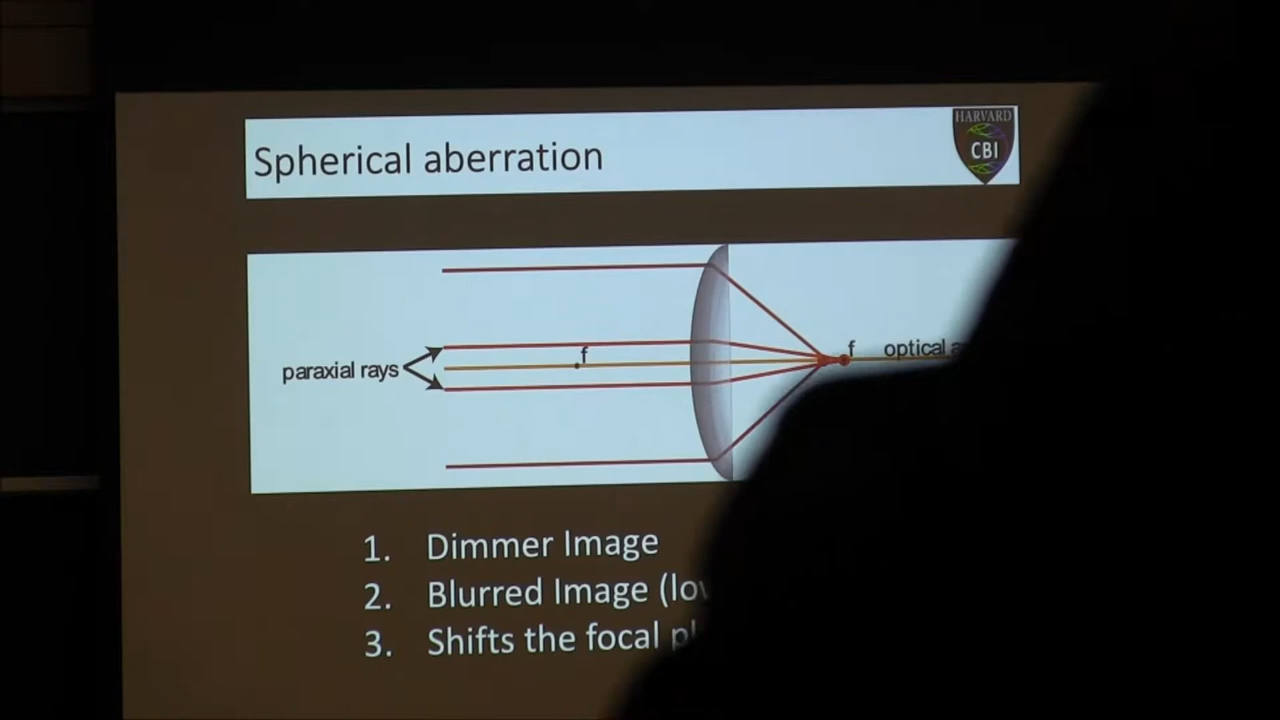 Spherical aberration
HARVARD
CBI
paraxial rays
f
f
optical
1. Dimmer Image
2. Blurred Image
3. Shifts the focal